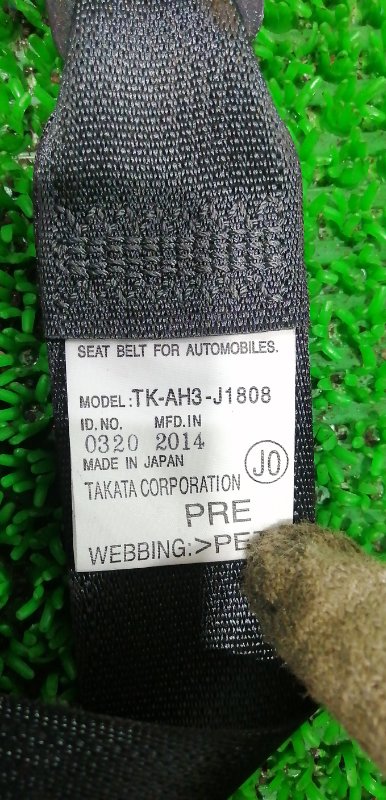 SEAT BELT FOR AUTOMOBILES.
MODEL:TK-AH3-J1808
ID.NO. MFD.IN
0320 2014
MADE IN JAPAN
J0
TAKATA CORPORATION
PRE
WEBBING:>PE